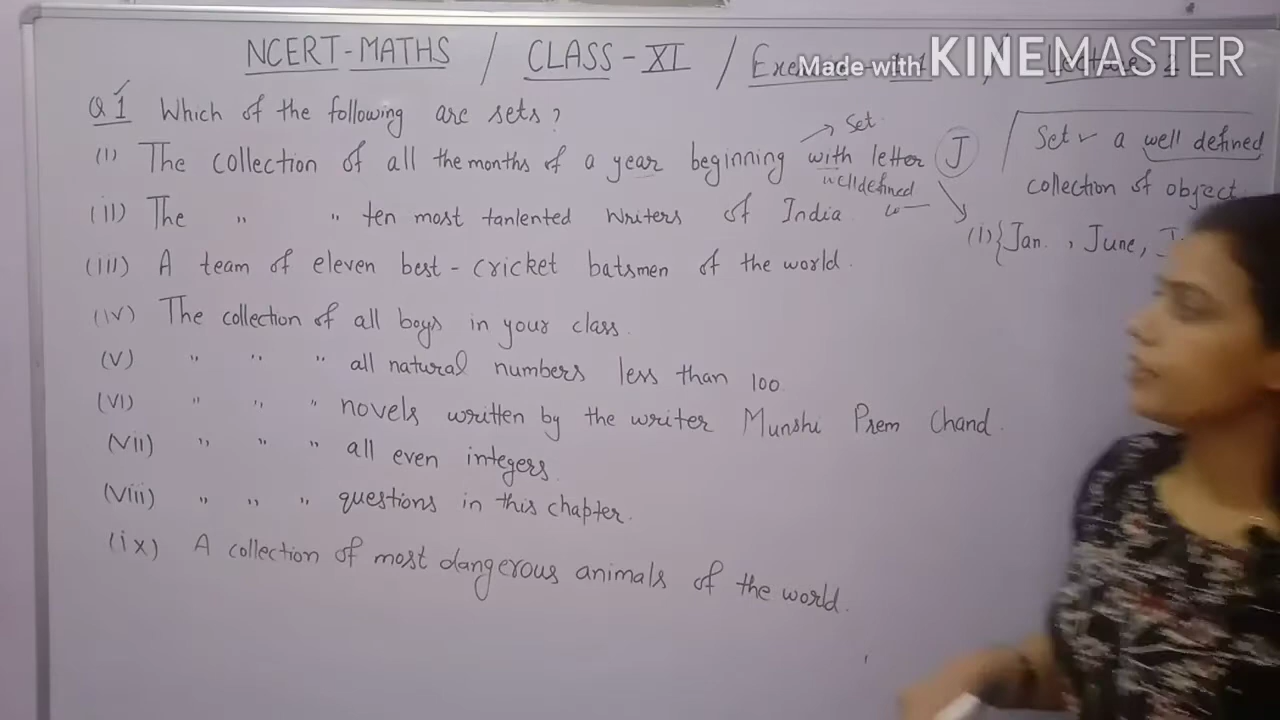 NCERT-MATHS / CLASS-XI /
Made with KINEMASTER
Q1 Which of the following are sets?
(I) The collection of all the months of a year beginning with letter J
→ Set
welldefined
Set a well defined
collection of object
(I) {Jan. , June,
(II) The " " ten most tanlented writers of India
(III) A team of eleven best-cricket batsmen of the world.
(IV) The collection of all boys in your class.
(V) " " " all natural numbers less than 100
(VI) " " " novels written by the writer Munshi Prem Chand.
(VII) " " " all even integers.
(VIII) " " " questions in this chapter.
(ix) A collection of most dangerous animals of the world.